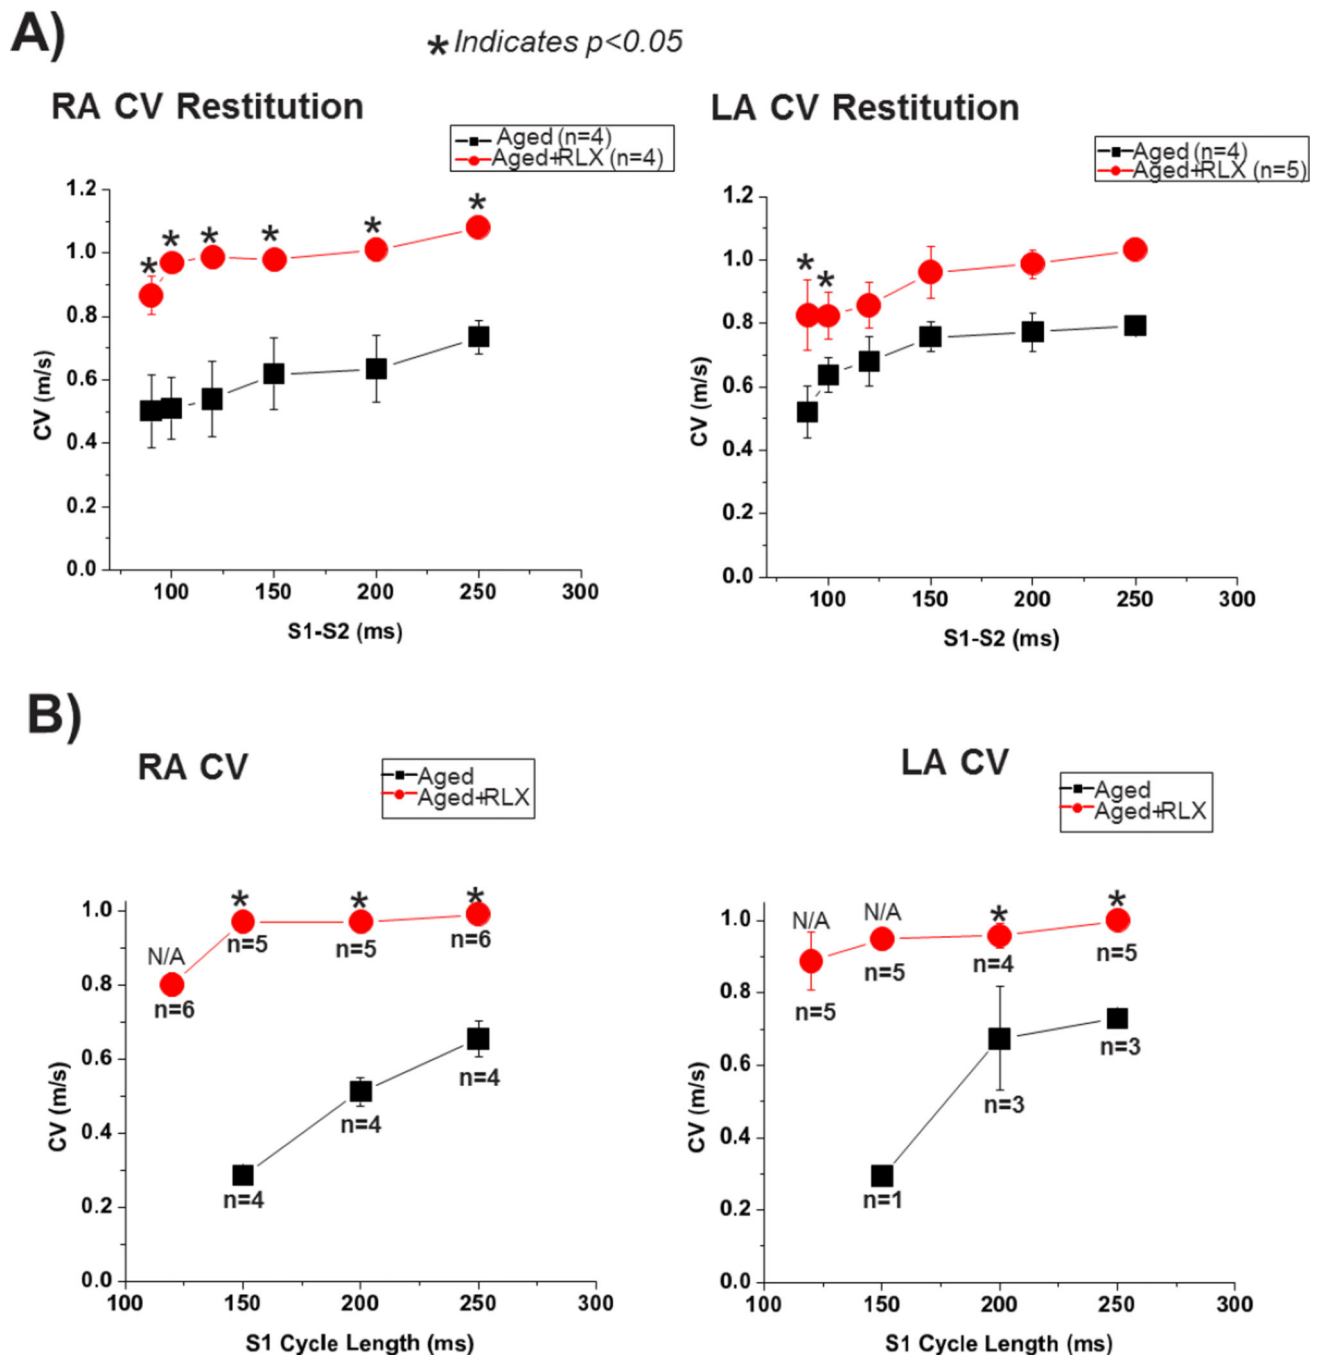 A)
* Indicates p<0.05
RA CV Restitution
Aged (n=4)
Aged+RLX (n=4)
CV (m/s)
1.2
1.0
0.8
0.6
0.4
0.2
0.0
* * * * * *
100 150 200 250 300
S1-S2 (ms)
LA CV Restitution
Aged (n=4)
Aged+RLX (n=5)
CV (m/s)
1.2
1.0
0.8
0.6
0.4
0.2
0.0
* *
100 150 200 250 300
S1-S2 (ms)
B)
RA CV
Aged
Aged+RLX
CV (m/s)
1.0
0.8
0.6
0.4
0.2
0.0
N/A * * *
n=6 n=5 n=5 n=6
n=4 n=4 n=4
100 150 200 250 300
S1 Cycle Length (ms)
LA CV
Aged
Aged+RLX
CV (m/s)
1.0
0.8
0.6
0.4
0.2
0.0
N/A N/A * *
n=5 n=5 n=4 n=5
n=1 n=3 n=3
100 150 200 250 300
S1 Cycle Length (ms)